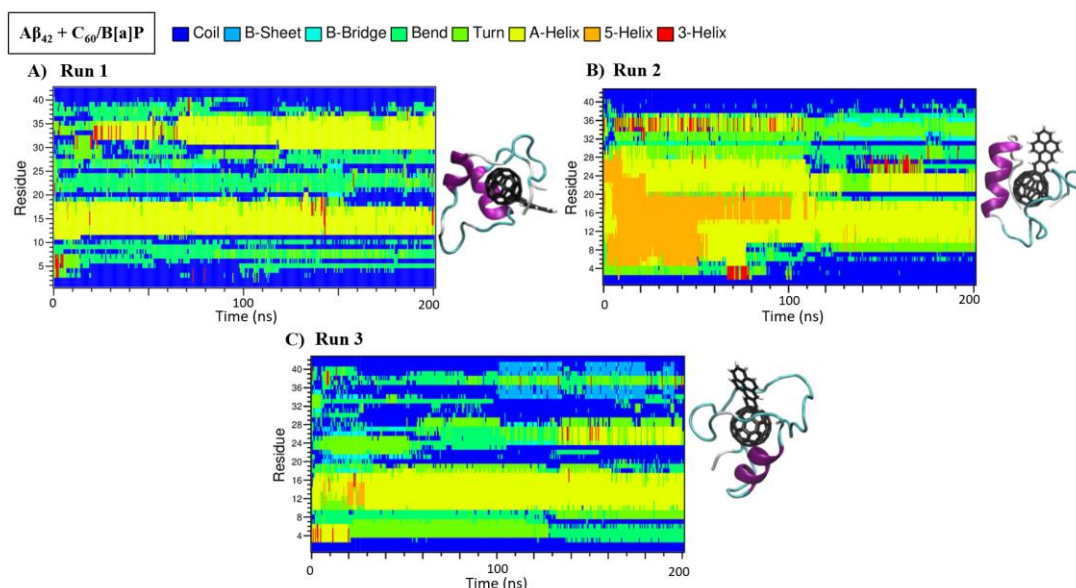 Aβ₄₂ + C₆₀/B[a]P
Coil B-Sheet B-Bridge Bend Turn A-Helix 5-Helix 3-Helix
A) Run 1
40
35
30
25
20
15
10
5
Residue
0 100 200
Time (ns)
B) Run 2
40
36
32
28
24
20
16
12
8
4
Residue
0 100 200
Time (ns)
C) Run 3
40
36
32
28
24
20
16
12
8
4
Residue
0 100 200
Time (ns)